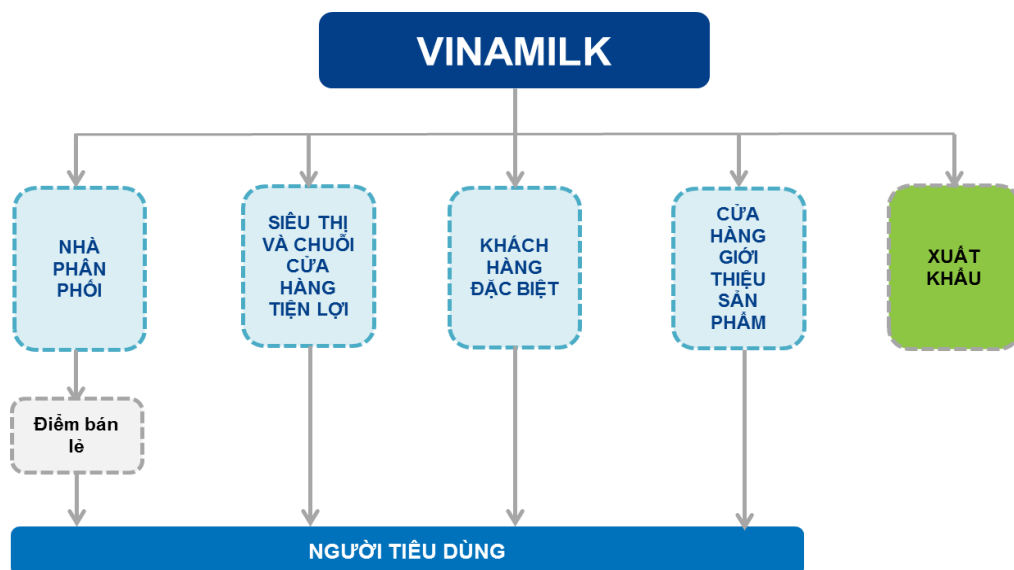 VINAMILK
NHÀ
PHÂN
PHỐI
SIÊU THỊ
VÀ CHUỖI
CỬA
HÀNG
TIỆN LỢI
KHÁCH
HÀNG
ĐẶC BIỆT
CỬA
HÀNG
GIỚI
THIỆU
SẢN
PHẨM
XUẤT
KHẨU
Điểm bán
lẻ
NGƯỜI TIÊU DÙNG